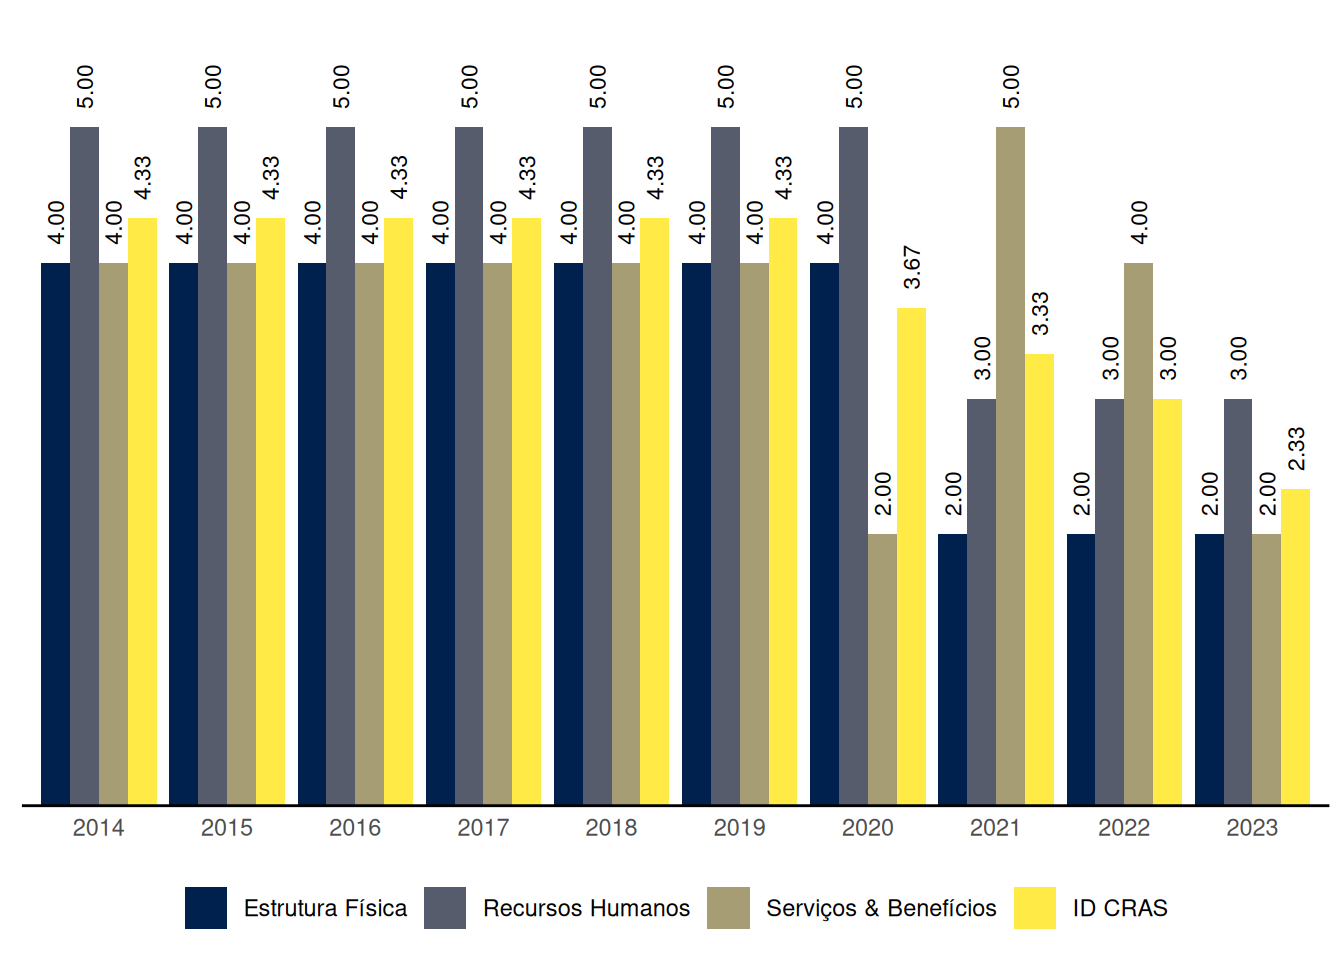 4.00 5.00 4.00 4.33 4.00 5.00 4.00 4.33 4.00 5.00 4.00 4.33 4.00 5.00 4.00 4.33 4.00 5.00 4.00 4.33 4.00 5.00 4.00 4.33 4.00 5.00 2.00 3.67 2.00 3.00 5.00 3.33 2.00 3.00 4.00 3.00 2.00 3.00 2.00 2.33
2014 2015 2016 2017 2018 2019 2020 2021 2022 2023
Estrutura Física Recursos Humanos Serviços & Benefícios ID CRAS